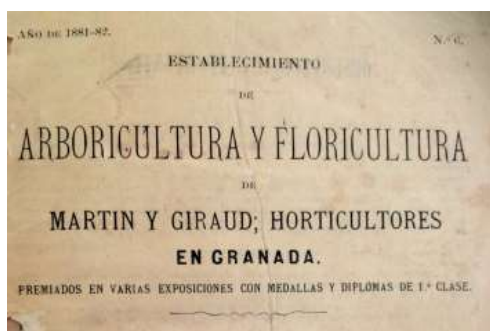 AÑO DE 1881-82.
N.º 6.
ESTABLECIMIENTO
DE
ARBORICULTURA Y FLORICULTURA
DE
MARTIN Y GIRAUD; HORTICULTORES
EN GRANADA.
PREMIADOS EN VARIAS EXPOSICIONES CON MEDALLAS Y DIPLOMAS DE 1.ª CLASE.